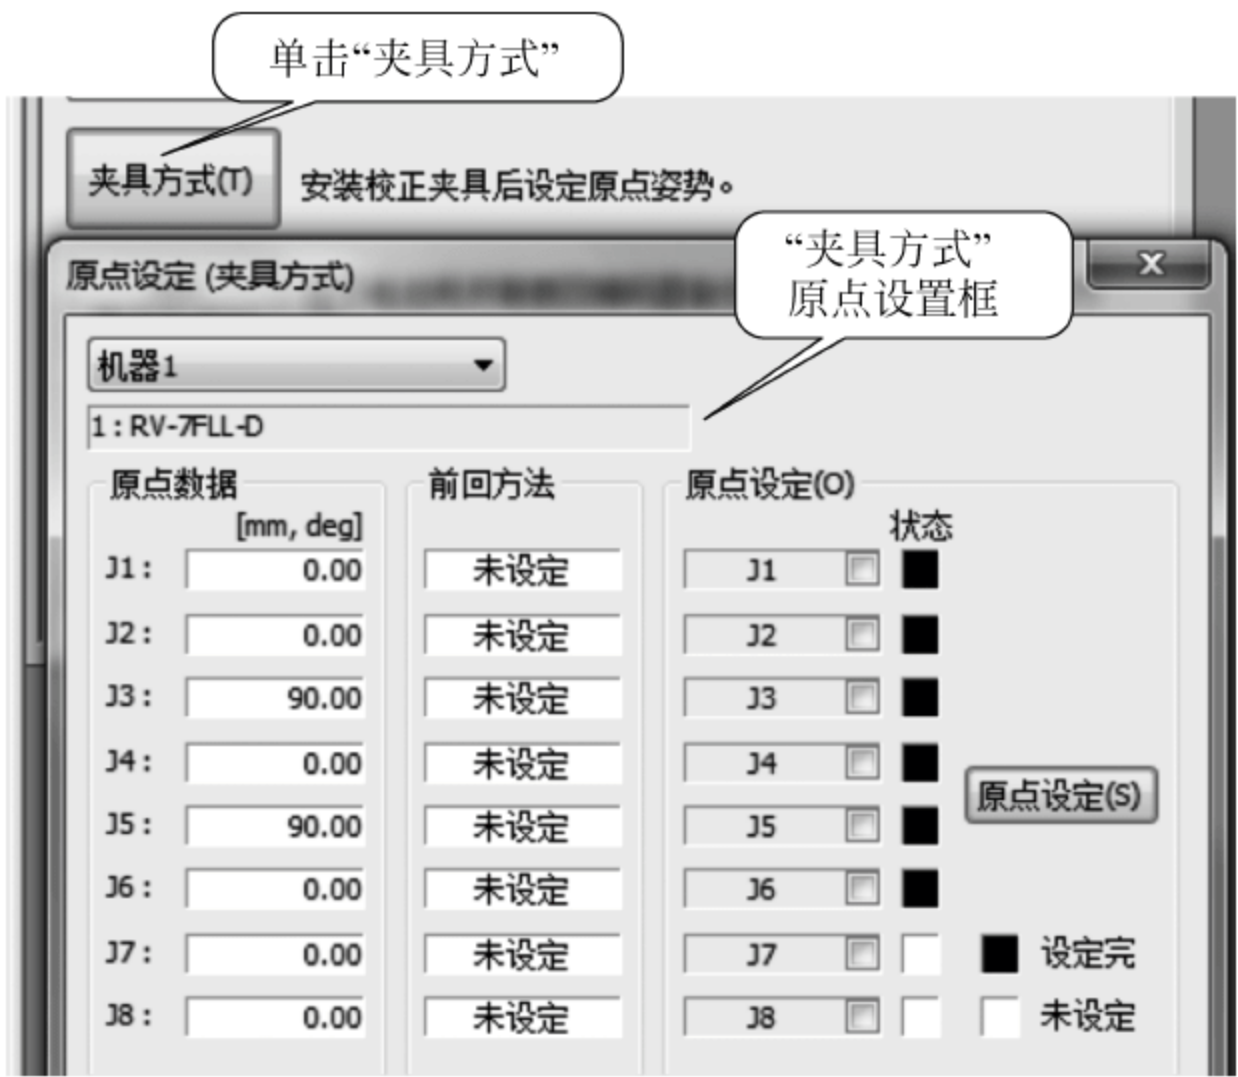 单击“夹具方式”
夹具方式(T)
安装校正夹具后设定原点姿势。
“夹具方式”
原点设置框
原点设定 (夹具方式)
X
机器1
1 : RV-7FLL-D
原点数据
前回方法
原点设定(O)
[mm, deg]
状态
J1 : 0.00 未设定 J1
J2 : 0.00 未设定 J2
J3 : 90.00 未设定 J3
J4 : 0.00 未设定 J4
原点设定(S)
J5 : 90.00 未设定 J5
J6 : 0.00 未设定 J6
J7 : 0.00 未设定 J7 设定完
J8 : 0.00 未设定 J8 未设定